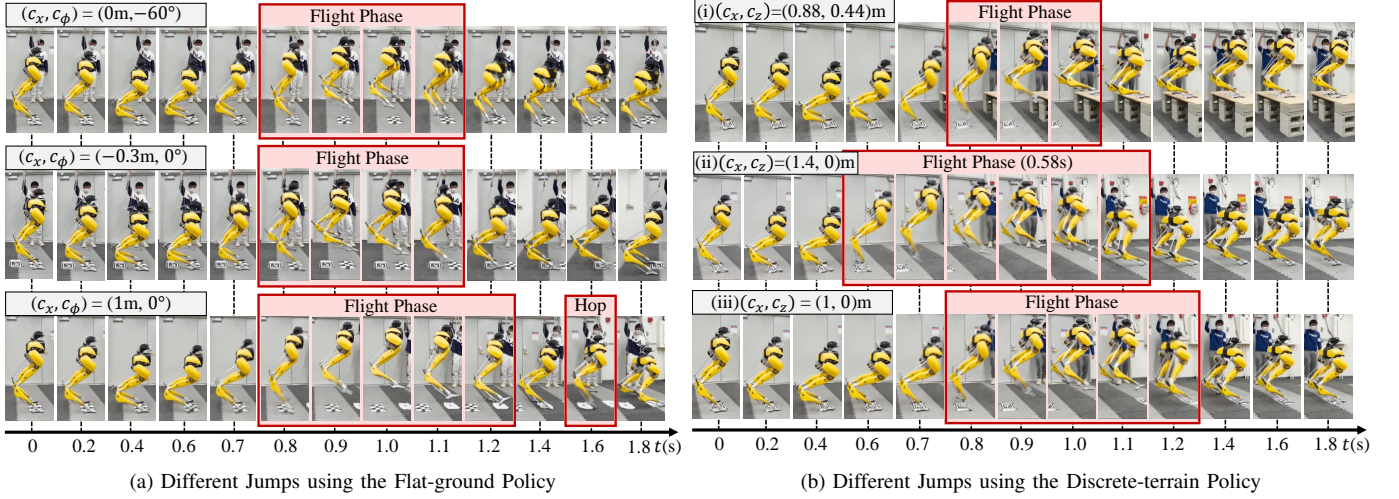 (c_x, c_ϕ) = (0m,−60°)
Flight Phase
(c_x, c_ϕ) = (−0.3m, 0°)
Flight Phase
(c_x, c_ϕ) = (1m, 0°)
Flight Phase
Hop
0 0.2 0.4 0.6 0.7 0.8 0.9 1.0 1.1 1.2 1.4 1.6 1.8 t(s)
(a) Different Jumps using the Flat-ground Policy
(i)(c_x, c_z)=(0.88, 0.44)m
Flight Phase
(ii)(c_x, c_z)=(1.4, 0)m
Flight Phase (0.58s)
(iii)(c_x, c_z) = (1, 0)m
Flight Phase
0 0.2 0.4 0.6 0.7 0.8 0.9 1.0 1.1 1.2 1.4 1.6 1.8 t(s)
(b) Different Jumps using the Discrete-terrain Policy